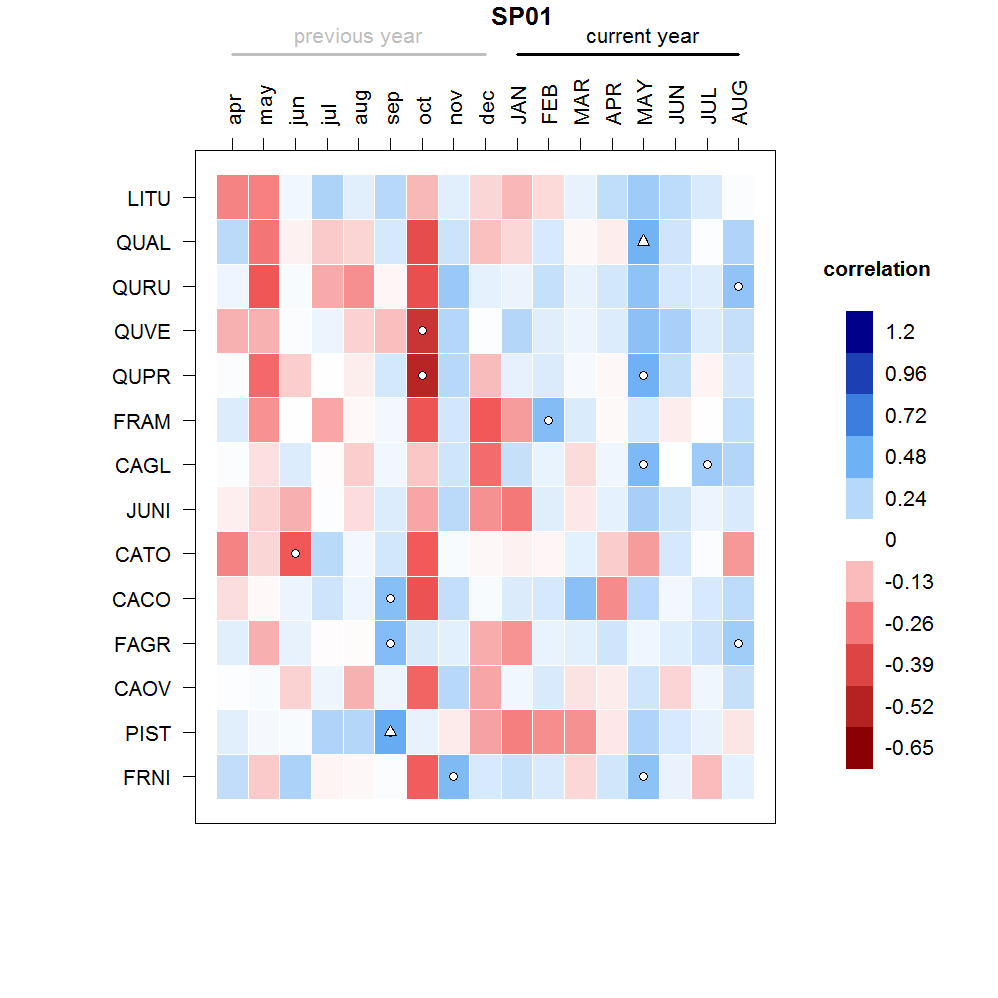 SP01
previous year current year
apr may jun jul aug sep oct nov dec JAN FEB MAR APR MAY JUN JUL AUG
LITU
QUAL
QURU
QUVE
QUPR
FRAM
CAGL
JUNI
CATO
CACO
FAGR
CAOV
PIST
FRNI
correlation
1.2
0.96
0.72
0.48
0.24
0
-0.13
-0.26
-0.39
-0.52
-0.65